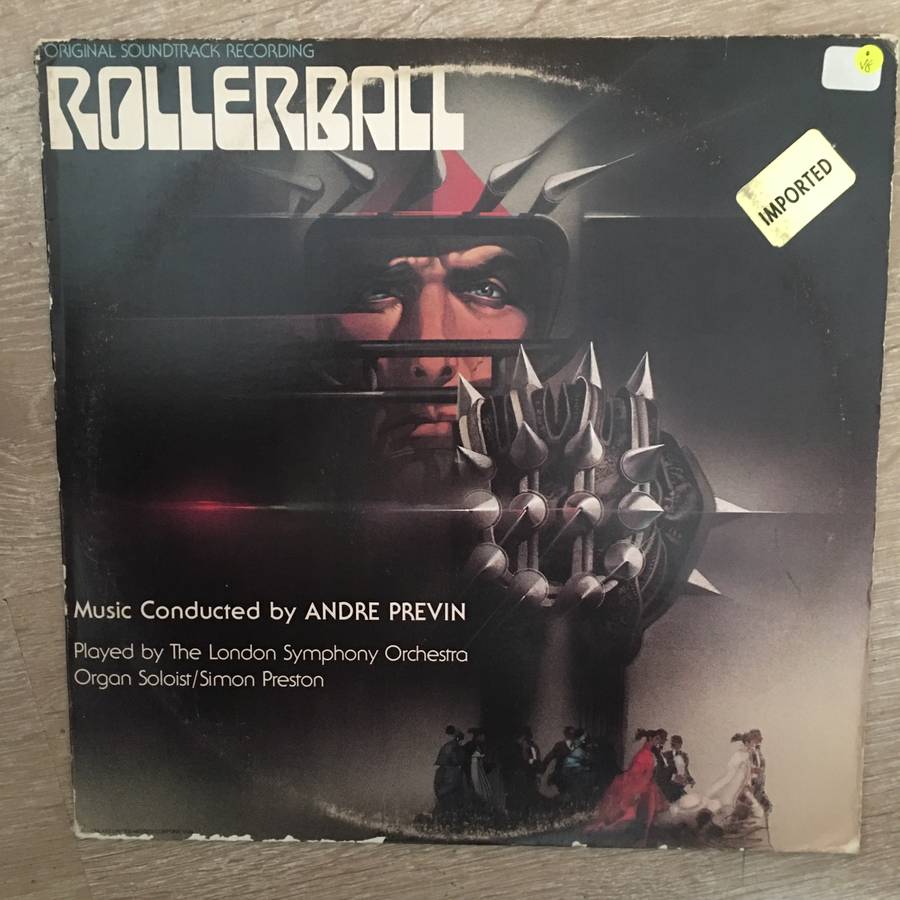 ORIGINAL SOUNDTRACK RECORDING
ROLLERBALL
IMPORTED
Music Conducted by ANDRE PREVIN
Played by The London Symphony Orchestra
Organ Soloist/Simon Preston